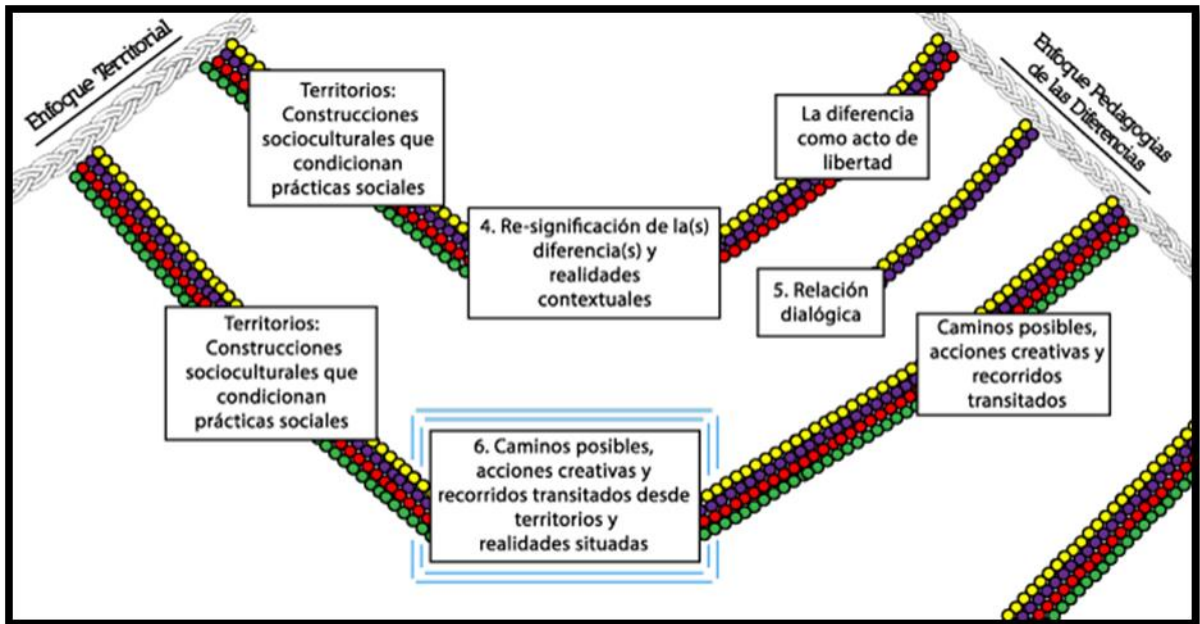 Enfoque Territorial
Enfoque Pedagogias
de las Diferencias
Territorios:
Construcciones
socioculturales que
condicionan
prácticas sociales
La diferencia
como acto de
libertad
4. Re-significación de la(s)
diferencia(s) y
realidades
contextuales
5. Relación
dialógica
Territorios:
Construcciones
socioculturales que
condicionan
prácticas sociales
Caminos posibles,
acciones creativas y
recorridos
transitados
6. Caminos posibles,
acciones creativas y
recorridos transitados desde
territorios y
realidades situadas